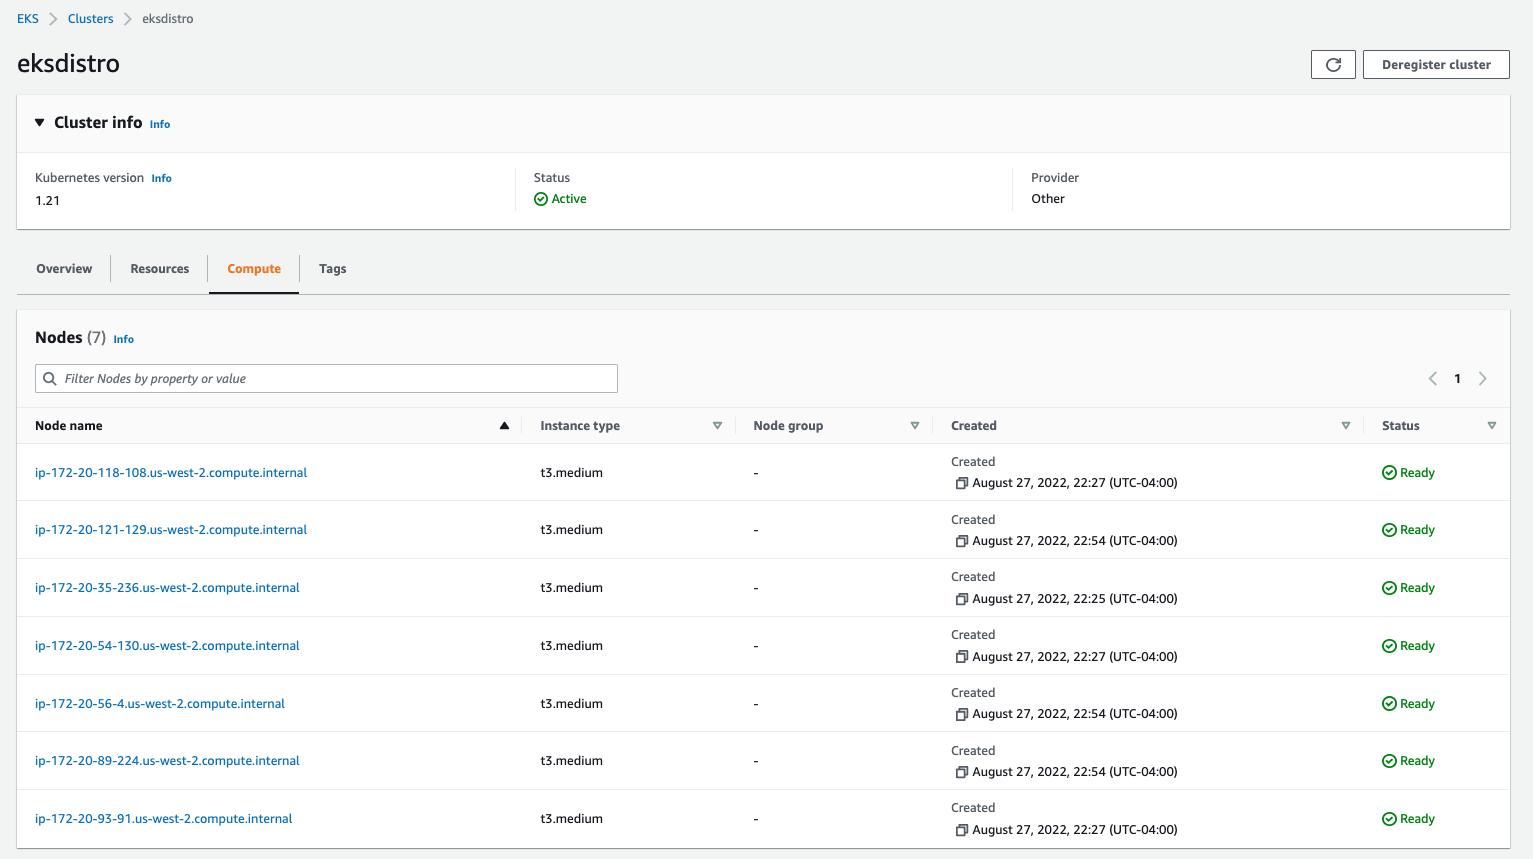 EKS Clusters eksdistro
eksdistro
Deregister cluster
Cluster info Info
Kubernetes version Info
1.21
Status
Active
Provider
Other
Overview Resources Compute Tags
Nodes (7) Info
Filter Nodes by property or value
1
Node name Instance type Node group Created Status
ip-172-20-118-108.us-west-2.compute.internal t3.medium - Created
August 27, 2022, 22:27 (UTC-04:00) Ready
ip-172-20-121-129.us-west-2.compute.internal t3.medium - Created
August 27, 2022, 22:54 (UTC-04:00) Ready
ip-172-20-35-236.us-west-2.compute.internal t3.medium - Created
August 27, 2022, 22:25 (UTC-04:00) Ready
ip-172-20-54-130.us-west-2.compute.internal t3.medium - Created
August 27, 2022, 22:27 (UTC-04:00) Ready
ip-172-20-56-4.us-west-2.compute.internal t3.medium - Created
August 27, 2022, 22:54 (UTC-04:00) Ready
ip-172-20-89-224.us-west-2.compute.internal t3.medium - Created
August 27, 2022, 22:54 (UTC-04:00) Ready
ip-172-20-93-91.us-west-2.compute.internal t3.medium - Created
August 27, 2022, 22:27 (UTC-04:00) Ready